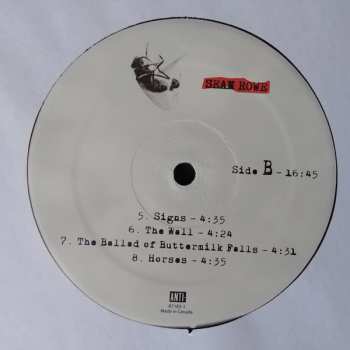 SEAN ROWE
Side B - 16:45
5. Signs - 4:35
6. The Wall - 4:24
7. The Ballad of Buttermilk Falls - 4:31
8. Horses - 4:35
ANTI-
Made in Canada